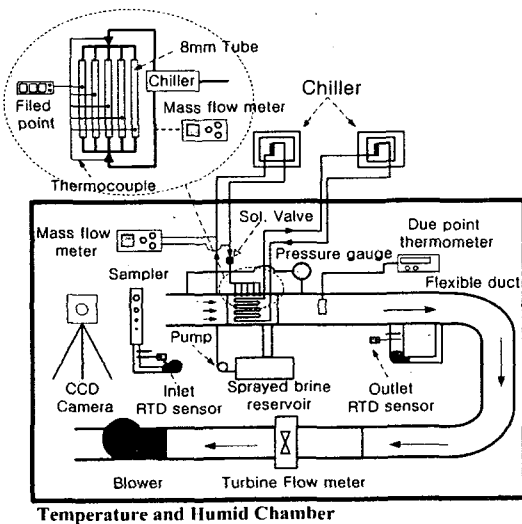 8mm Tube
Chiller
Filed
point
Mass flow meter
Thermocouple
Chiller
Mass flow
meter
Sol. Valve
Due point
thermometer
Pressure gauge
Sampler
Flexible duct
Pump
CCD
Camera
Inlet
RTD sensor
Sprayed brine
reservoir
Outlet
RTD sensor
Blower
Turbine Flow meter
Temperature and Humid Chamber